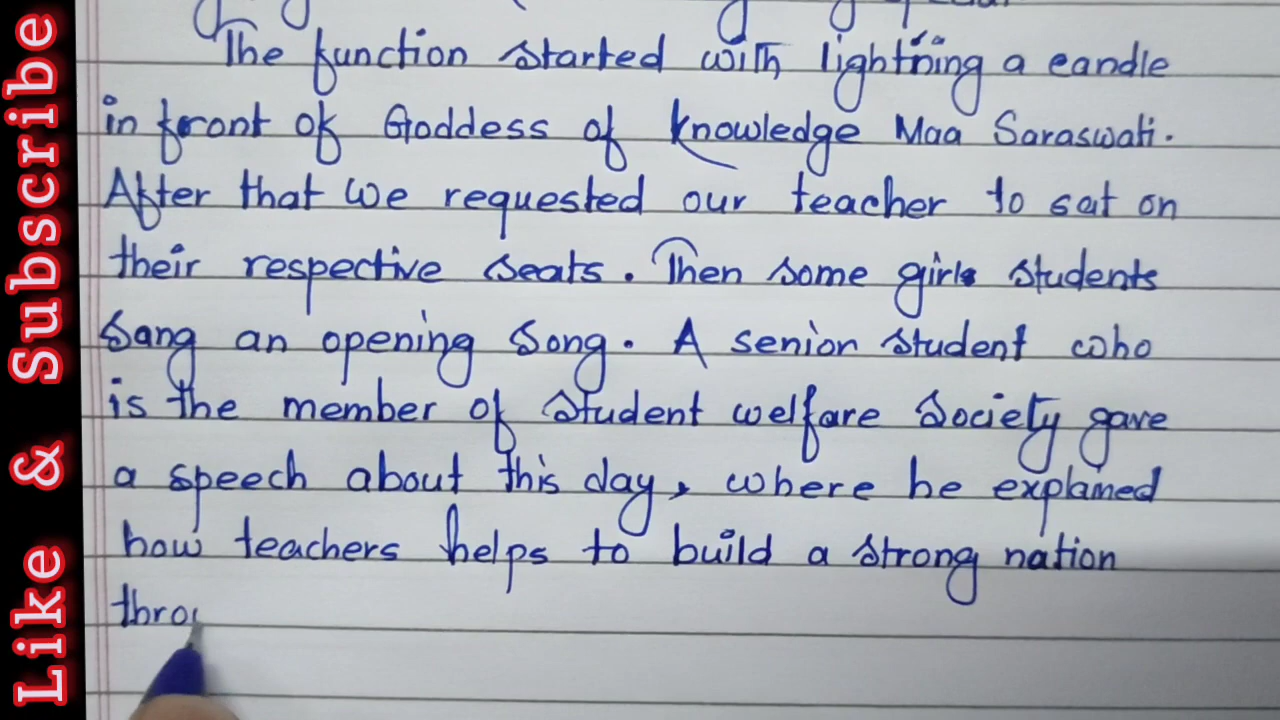 The function started with lightning a candle
in front of Goddess of knowledge Maa Saraswati.
After that we requested our teacher to sat on
their respective seats. Then some girls students
sang an opening song. A senior student who
is the member of student welfare society gave
a speech about this day, where he explained
how teachers helps to build a strong nation
throu
Like & Subscribe